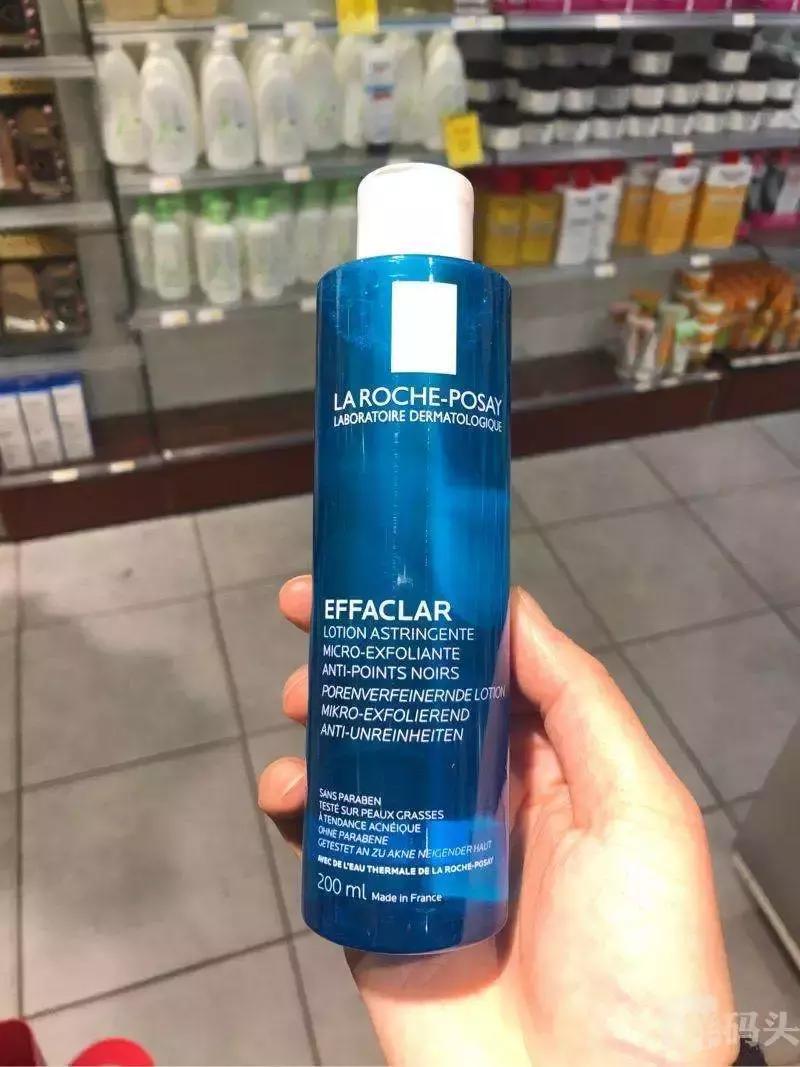 LA ROCHE-POSAY
LABORATOIRE DERMATOLOGIQUE
EFFACLAR
LOTION ASTRINGENTE
MICRO-EXFOLIANTE
ANTI-POINTS NOIRS
PORENVERFEINERNDE LOTION
MIKRO-EXFOLIEREND
ANTI-UNREINHEITEN
SANS PARABEN
TESTÉ SUR PEAUX GRASSES
À TENDANCE ACNÉIQUE
OHNE PARABENE
GETESTET AN ZU AKNE NEIGENDER HAUT
AVEC DE L'EAU THERMALE DE LA ROCHE-POSAY
200 ml Made in France
码头